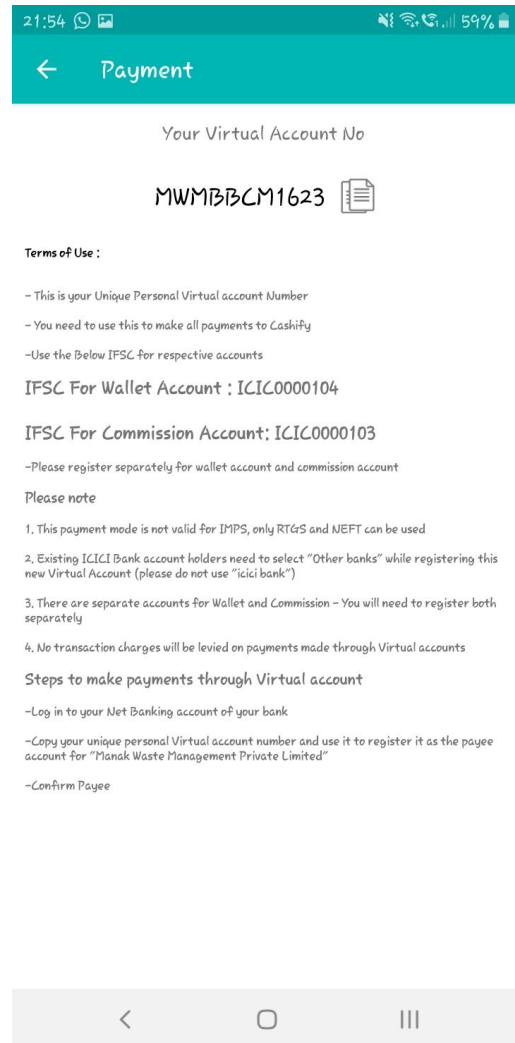 21:54 59%
Payment
Your Virtual Account No
MWMBBCM1623
Terms of Use :
- This is your Unique Personal Virtual account Number
- You need to use this to make all payments to Cashify
-Use the Below IFSC for respective accounts
IFSC For Wallet Account : ICIC0000104
IFSC For Commission Account: ICIC0000103
-Please register separately for wallet account and commission account
Please note
1. This payment mode is not valid for IMPS, only RTGS and NEFT can be used
2. Existing ICICI Bank account holders need to select "Other banks" while registering this
new Virtual Account (please do not use "icici bank")
3. There are separate accounts for Wallet and Commission - You will need to register both
separately
4. No transaction charges will be levied on payments made through Virtual accounts
Steps to make payments through Virtual account
-Log in to your Net Banking account of your bank
-Copy your unique personal Virtual account number and use it to register it as the payee
account for "Manak Waste Management Private Limited"
-Confirm Payee